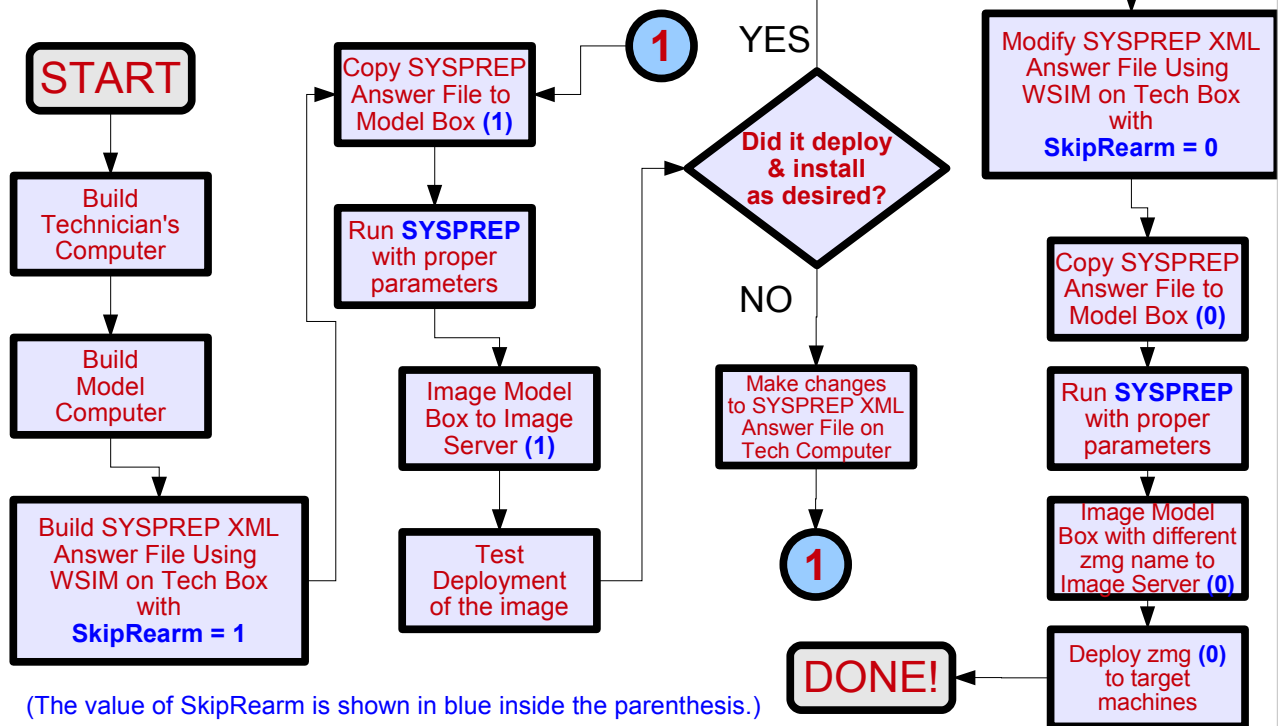 START
Build
Technician's
Computer
Build
Model
Computer
Build SYSPREP XML
Answer File Using
WSIM on Tech Box
with
SkipRearm = 1
Copy SYSPREP
Answer File to
Model Box (1)
1
Run SYSPREP
with proper
parameters
Image Model
Box to Image
Server (1)
Test
Deployment
of the image
YES
Did it deploy
& install
as desired?
NO
Make changes
to SYSPREP XML
Answer File on
Tech Computer
1
Modify SYSPREP XML
Answer File Using
WSIM on Tech Box
with
SkipRearm = 0
Copy SYSPREP
Answer File to
Model Box (0)
Run SYSPREP
with proper
parameters
Image Model
Box with different
zmg name to
Image Server (0)
Deploy zmg (0)
to target
machines
DONE!
(The value of SkipRearm is shown in blue inside the parenthesis.)